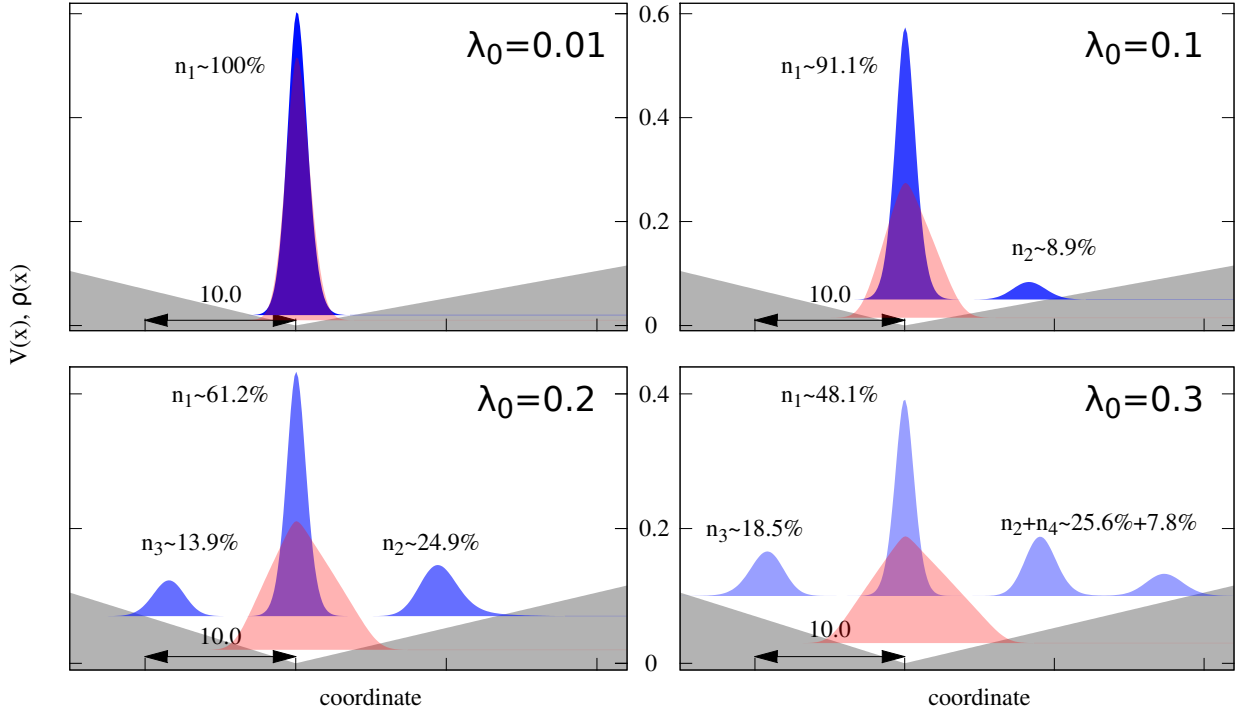 λ0=0.01
n1~100%
10.0
0.6
0.4
0.2
0
λ0=0.1
n1~91.1%
n2~8.9%
10.0
V(x), ρ(x)
λ0=0.2
n1~61.2%
n3~13.9%
n2~24.9%
10.0
coordinate
0.4
0.2
0
λ0=0.3
n1~48.1%
n3~18.5%
n2+n4~25.6%+7.8%
10.0
coordinate